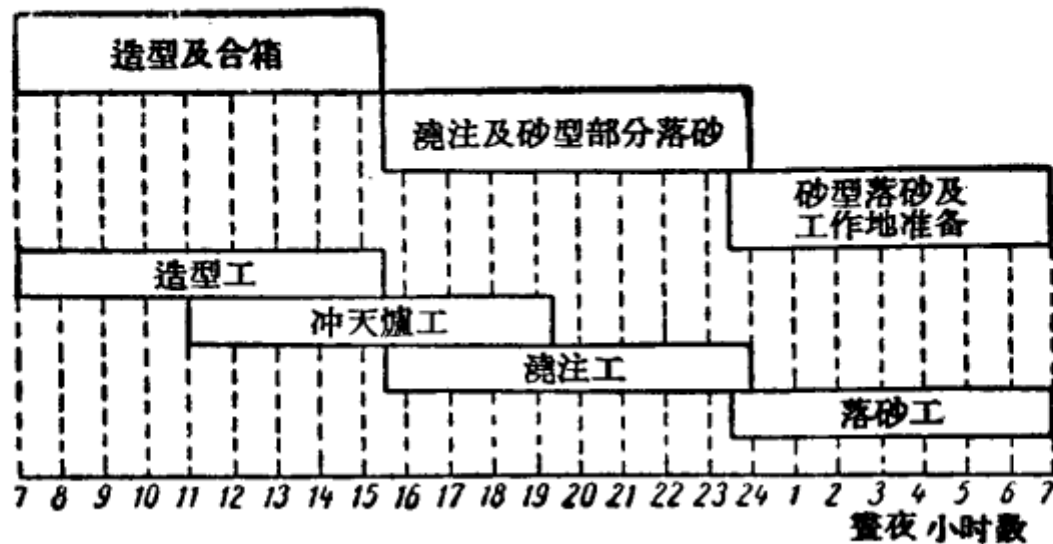 造型及合箱
澆注及砂型部分落砂
砂型落砂及
工作地准备
造型工
冲天爐工
澆注工
落砂工
7 8 9 10 11 12 13 14 15 16 17 18 19 20 21 22 23 24 1 2 3 4 5 6 7
晝夜小时数